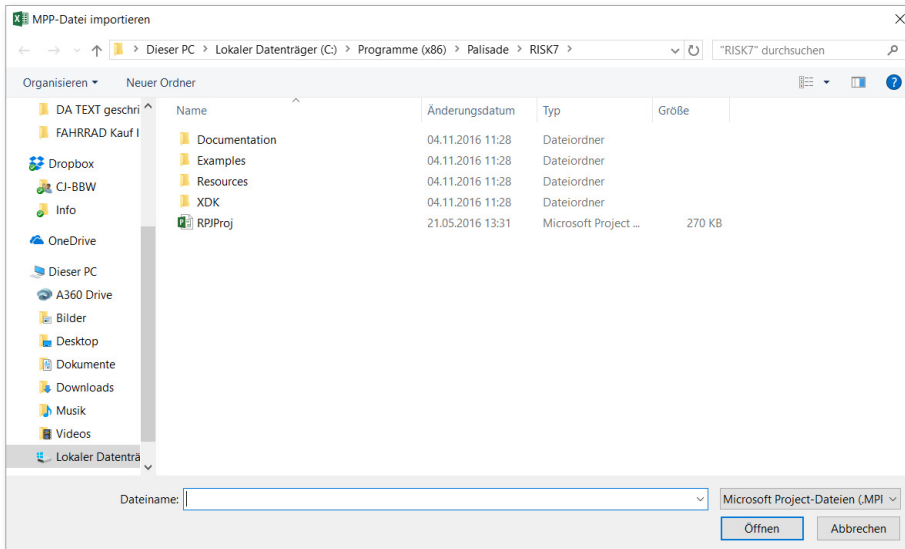 MPP-Datei importieren
Dieser PC > Lokaler Datenträger (C:) > Programme (x86) > Palisade > RISK7 >
"RISK7" durchsuchen
Organisieren
Neuer Ordner
Name Änderungsdatum Typ Größe
DA TEXT geschri
FAHRRAD Kauf I
Dropbox
CJ-BBW
Info
OneDrive
Dieser PC
A360 Drive
Bilder
Desktop
Dokumente
Downloads
Musik
Videos
Lokaler Datenträ
Documentation 04.11.2016 11:28 Dateiordner
Examples 04.11.2016 11:28 Dateiordner
Resources 04.11.2016 11:28 Dateiordner
XDK 04.11.2016 11:28 Dateiordner
RPJProj 21.05.2016 13:31 Microsoft Project ... 270 KB
Dateiname:
Microsoft Project-Dateien (.MPI
Öffnen Abbrechen